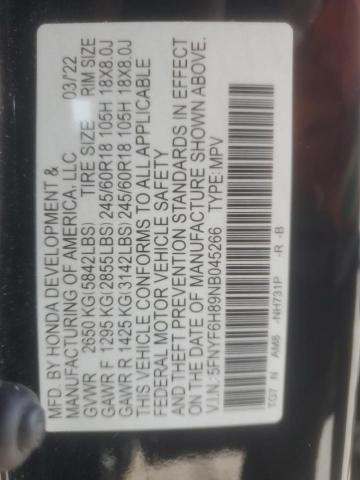 MFD. BY HONDA DEVELOPMENT &
MANUFACTURING OF AMERICA, LLC 03/'22
GVWR 2650 KG(5842LBS) TIRE SIZE RIM SIZE
GAWR F 1295 KG(2855LBS) 245/60R18 105H 18X8.0J
GAWR R 1425 KG(3142LBS) 245/60R18 105H 18X8.0J
THIS VEHICLE CONFORMS TO ALL APPLICABLE
FEDERAL MOTOR VEHICLE SAFETY
AND THEFT PREVENTION STANDARDS IN EFFECT
ON THE DATE OF MANUFACTURE SHOWN ABOVE.
V.I.N.: 5FNYF6H89NB045266 TYPE: MPV
TG7 N AM6 -NH731P -R -B